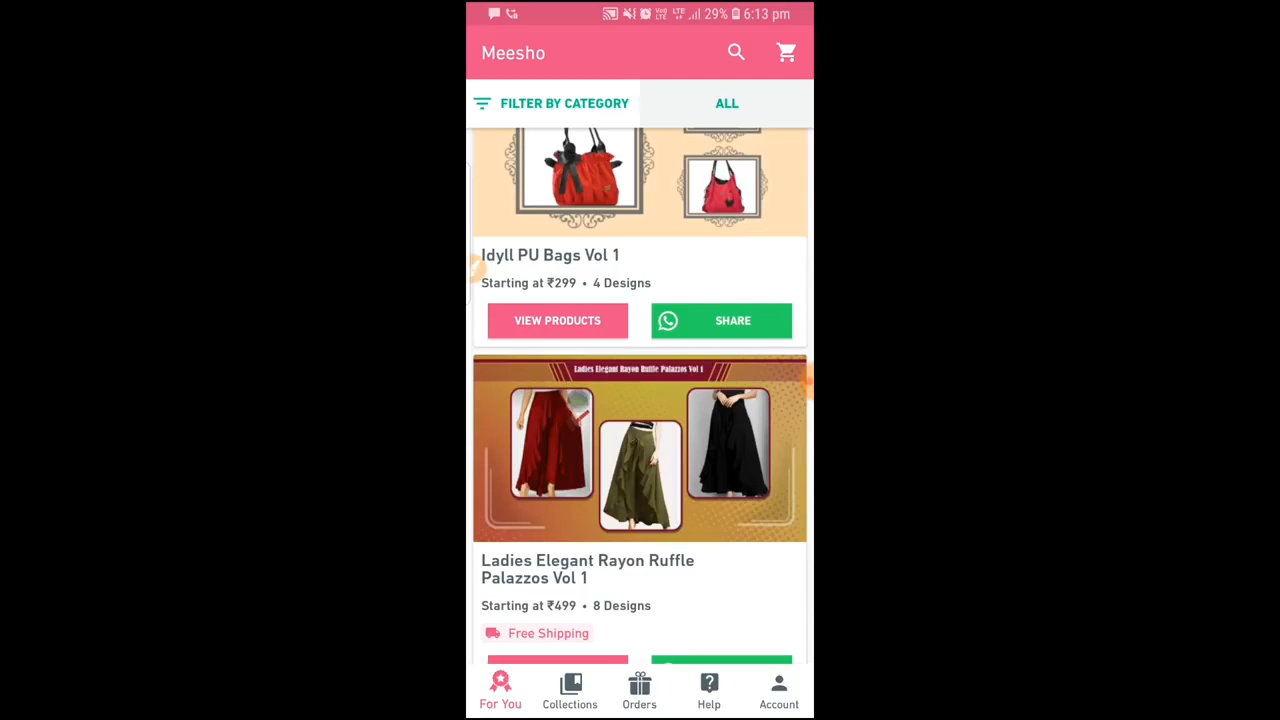 29% 6:13 pm
Meesho
FILTER BY CATEGORY ALL
Idyll PU Bags Vol 1
Starting at ₹299 • 4 Designs
VIEW PRODUCTS SHARE
Ladies Elegant Rayon Ruffle Palazzos Vol 1
Ladies Elegant Rayon Ruffle
Palazzos Vol 1
Starting at ₹499 • 8 Designs
Free Shipping
For You Collections Orders Help Account